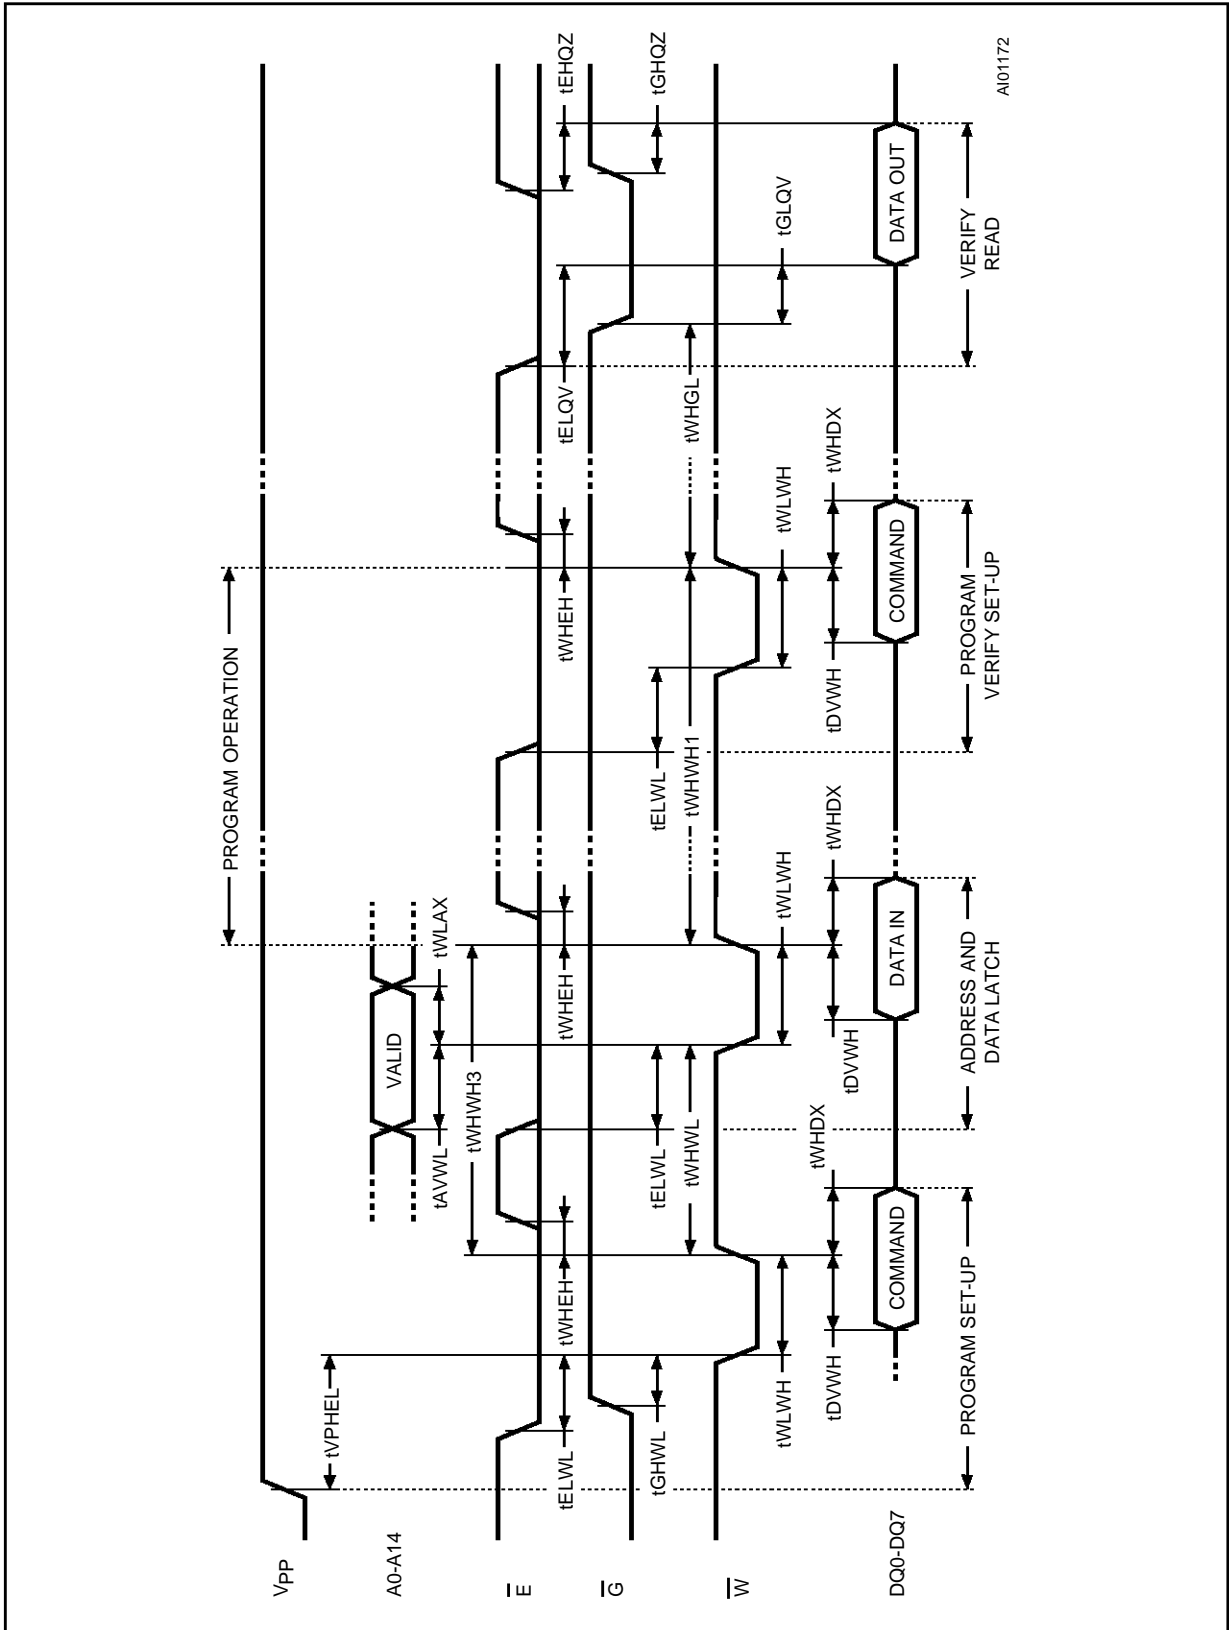 PROGRAM OPERATION
VPP
tVPHEL
A0-A14
VALID
tAVWL
tWLAX
tWHWH3
E
tELWL
tWHEH
tWHEH
tWHEH
tELQV
tEHQZ
G
tGHWL
tELWL
tELWL
tGHQZ
tWHWL
tWHWH1
tWHGL
W
tWLWH
tWLWH
tWLWH
tGLQV
tDVWH
tWHDX
tDVWH
tWHDX
tDVWH
tWHDX
DQ0-DQ7
COMMAND
DATA IN
COMMAND
DATA OUT
PROGRAM SET-UP
ADDRESS AND
DATA LATCH
PROGRAM
VERIFY SET-UP
VERIFY
READ
AI01172